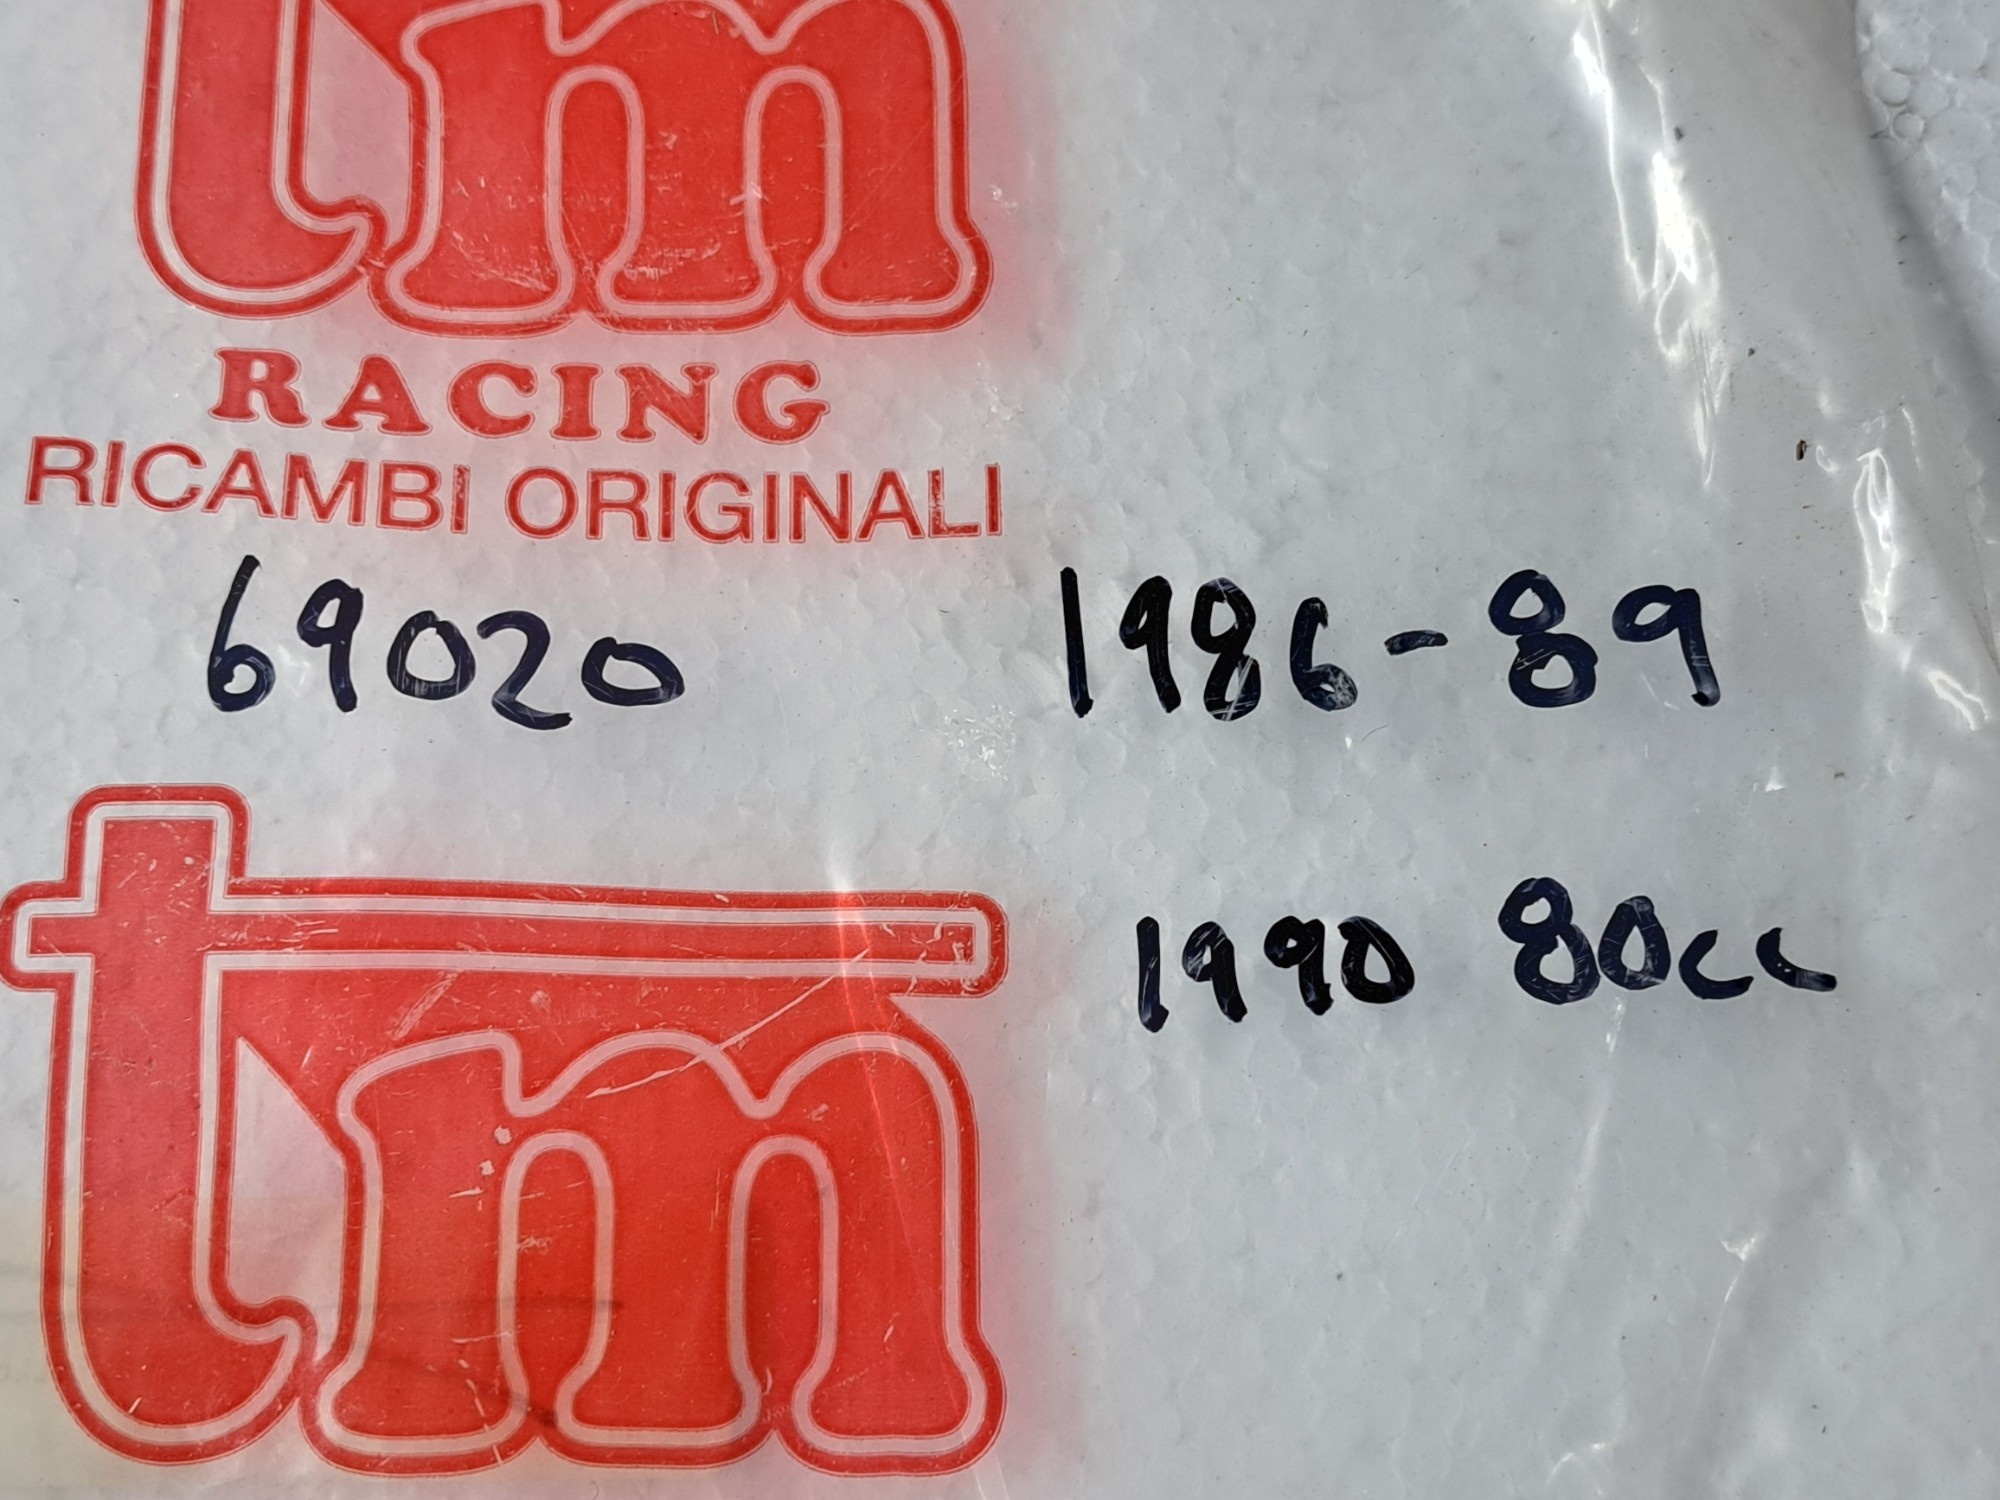 tm
RACING
RICAMBI ORIGINALI
69020 1986-89
tm
1990 80cc